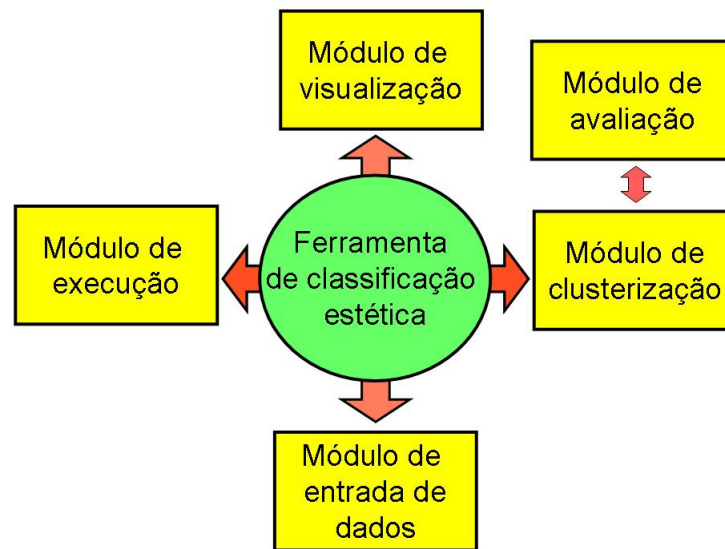 Módulo de
visualização
Módulo de
avaliação
Módulo de
execução
Ferramenta
de classificação
estética
Módulo de
clusterização
Módulo de
entrada de
dados